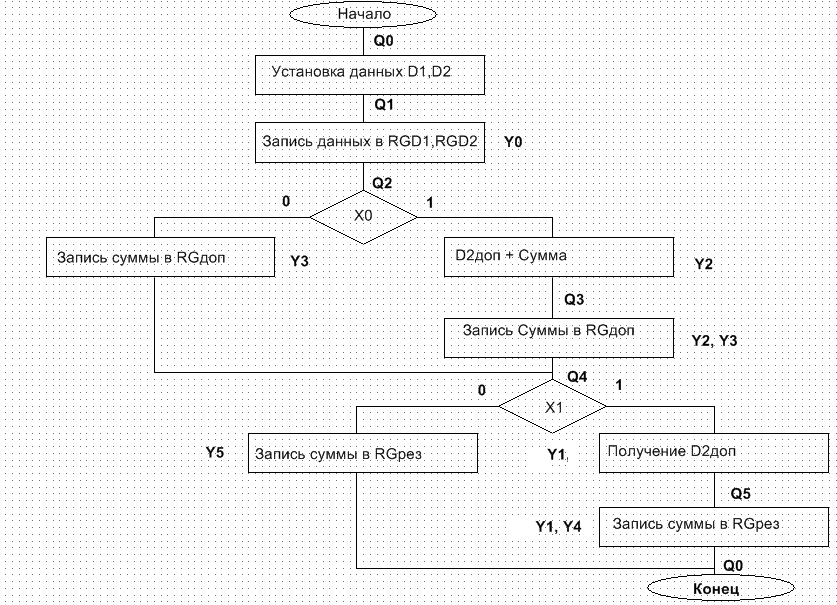 Начало
Q0
Установка данных D1,D2
Q1
Запись данных в RGD1,RGD2
Y0
Q2
0
X0
1
Запись суммы в RGдоп
Y3
D2доп + Сумма
Y2
Q3
Запись Суммы в RGдоп
Y2, Y3
Q4
0
X1
1
Y5
Запись суммы в RGрез
Y1,
Получение D2доп
Q5
Y1, Y4
Запись суммы в RGрез
Q0
Конец